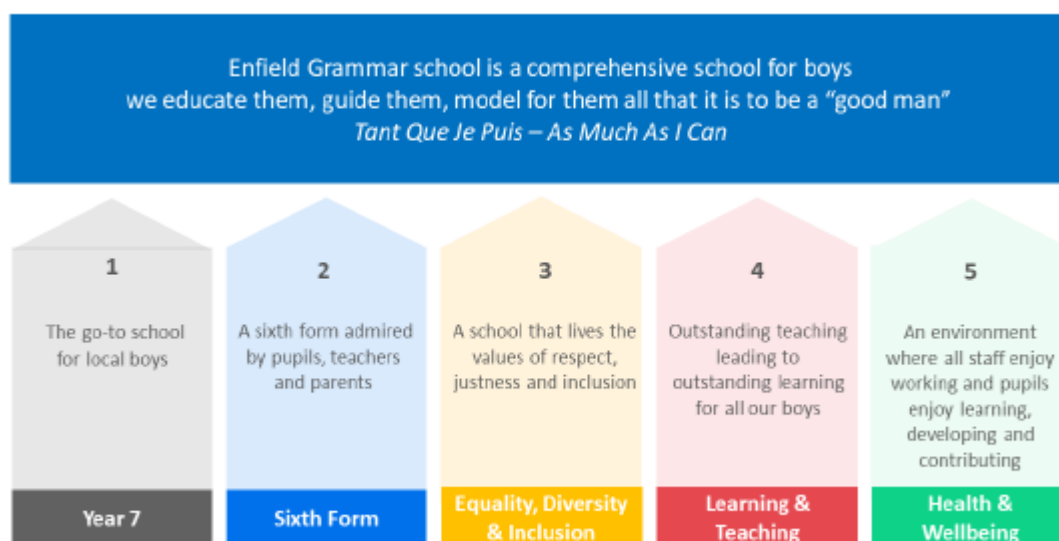 Enfield Grammar school is a comprehensive school for boys
we educate them, guide them, model for them all that it is to be a “good man”
Tant Que Je Puis – As Much As I Can
1
The go-to school
for local boys
Year 7
2
A sixth form admired
by pupils, teachers
and parents
Sixth Form
3
A school that lives the
values of respect,
justness and inclusion
Equality, Diversity
& Inclusion
4
Outstanding teaching
leading to
outstanding learning
for all our boys
Learning &
Teaching
5
An environment
where all staff enjoy
working and pupils
enjoy learning,
developing and
contributing
Health &
Wellbeing